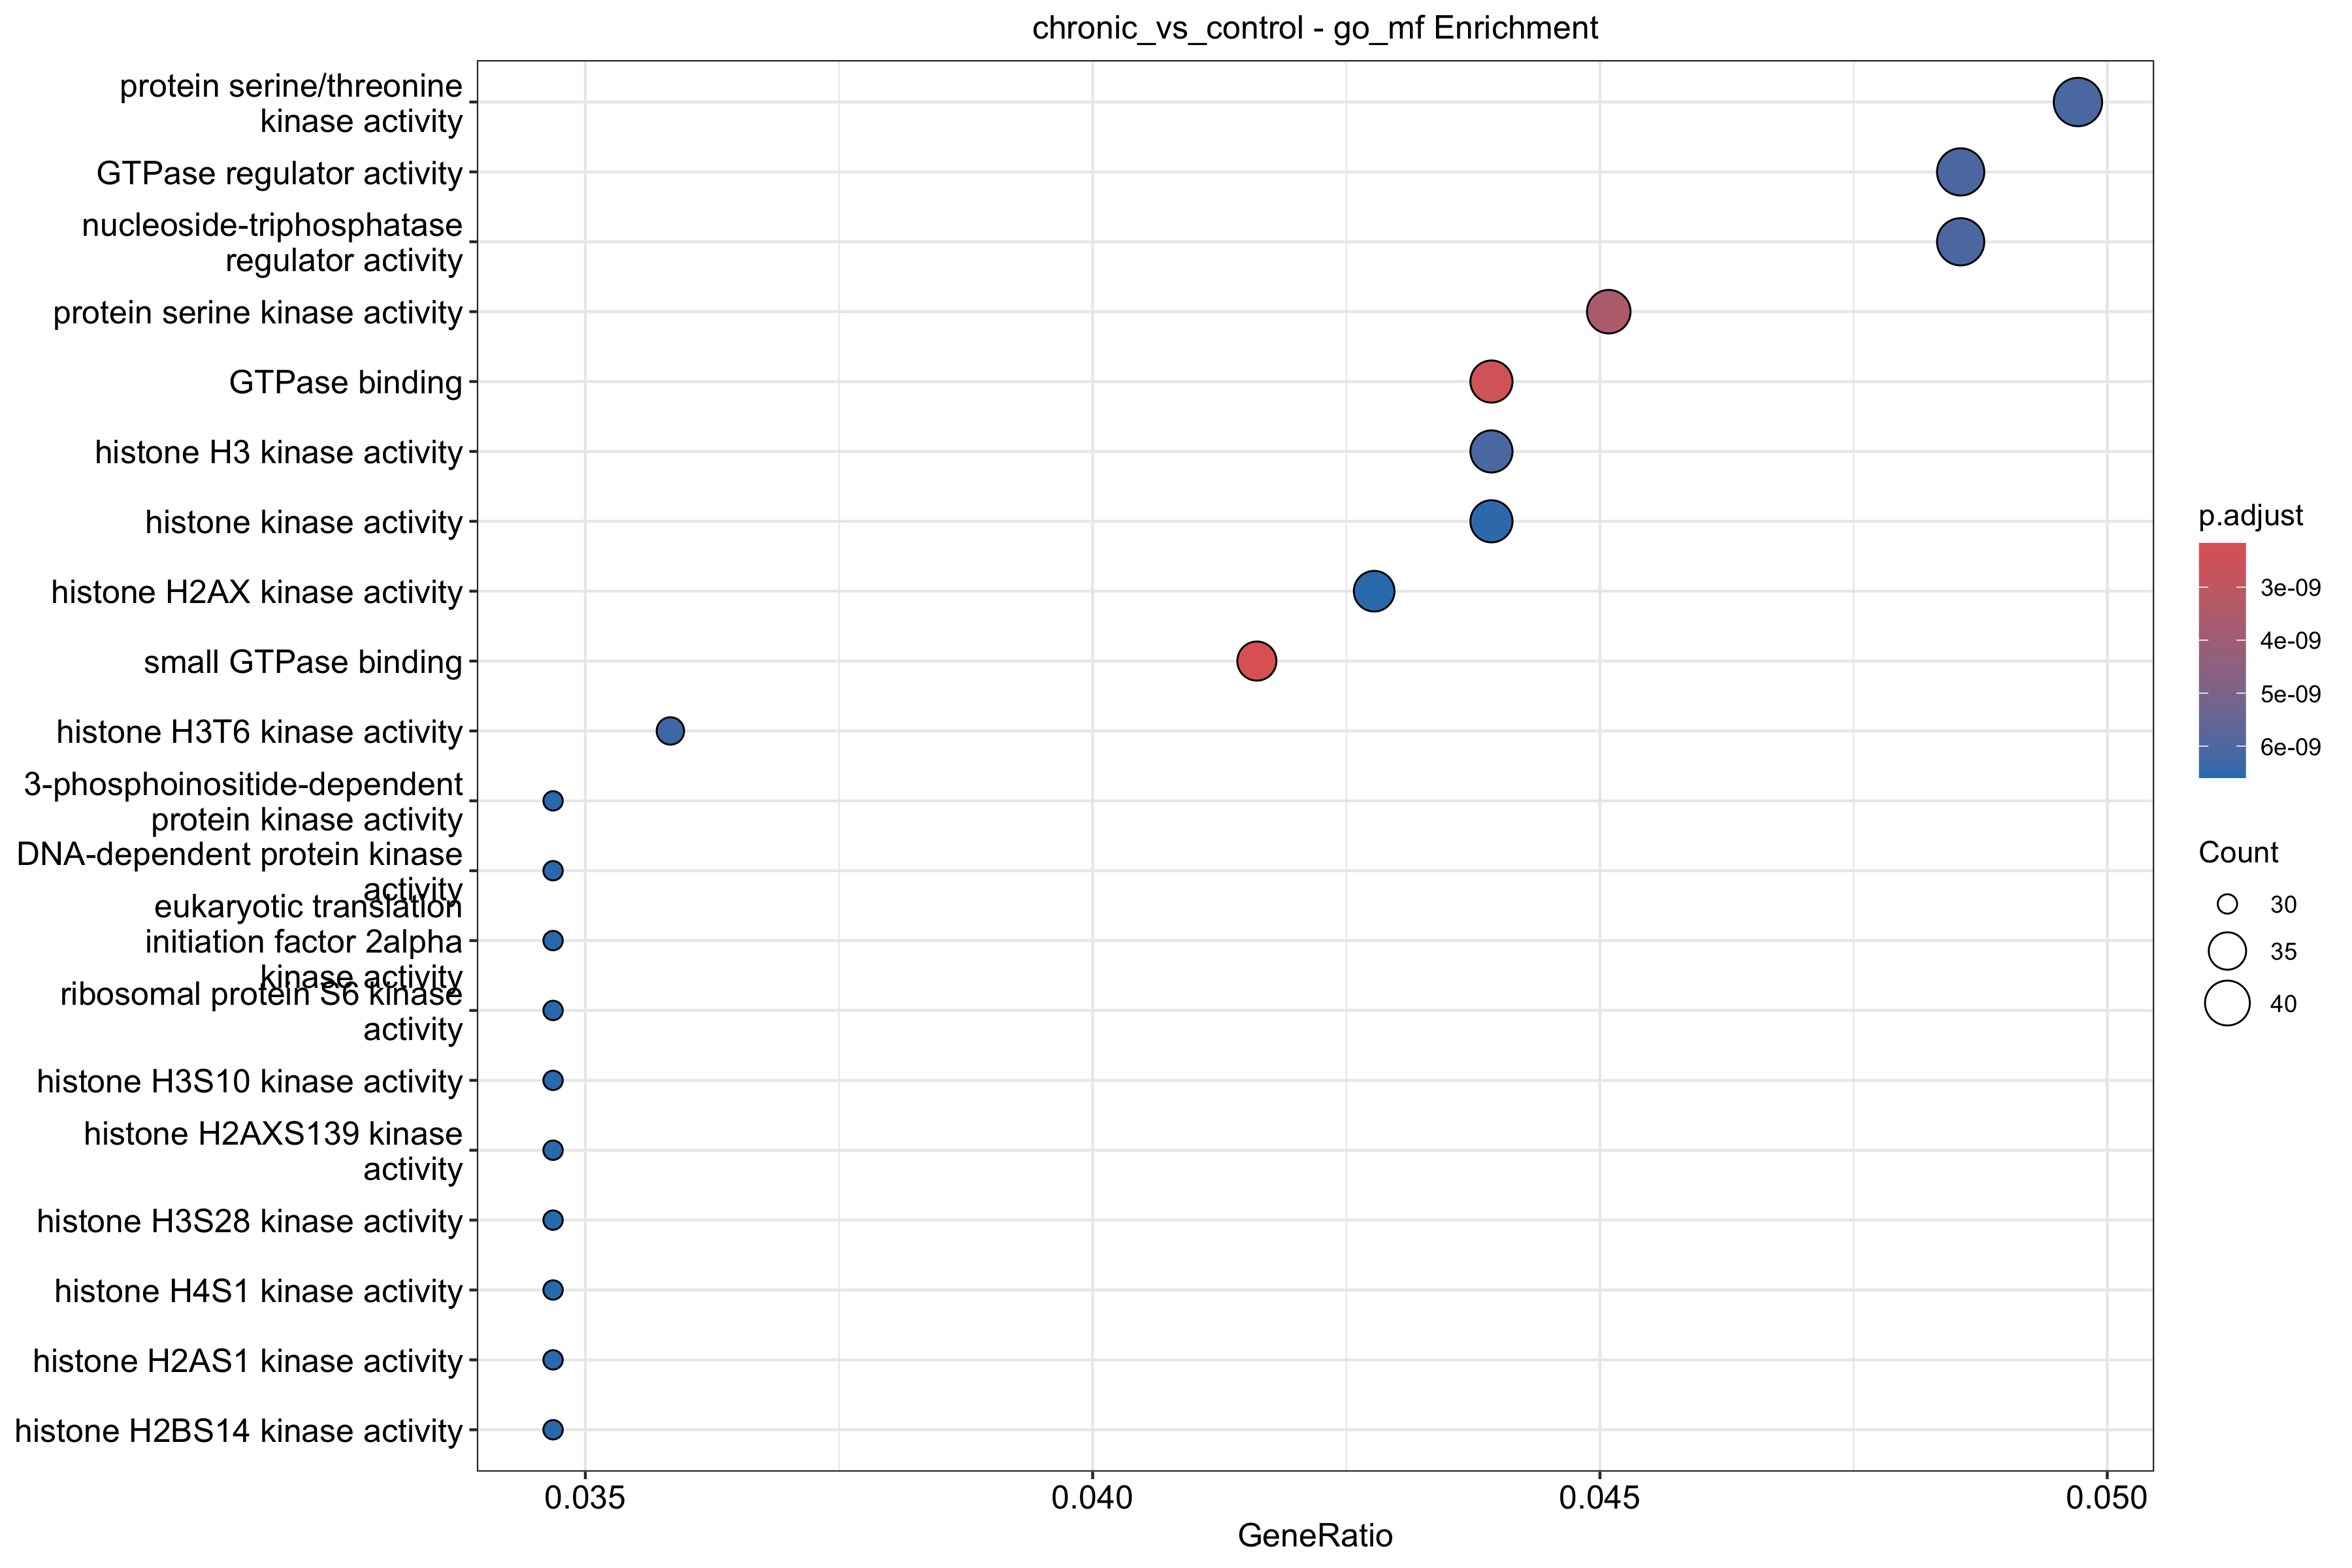 chronic_vs_control - go_mf Enrichment
protein serine/threonine
kinase activity
GTPase regulator activity
nucleoside-triphosphatase
regulator activity
protein serine kinase activity
GTPase binding
histone H3 kinase activity
histone kinase activity
histone H2AX kinase activity
small GTPase binding
histone H3T6 kinase activity
3-phosphoinositide-dependent
protein kinase activity
DNA-dependent protein kinase
activity
eukaryotic translation
initiation factor 2alpha
kinase activity
ribosomal protein S6 kinase
activity
histone H3S10 kinase activity
histone H2AXS139 kinase
activity
histone H3S28 kinase activity
histone H4S1 kinase activity
histone H2AS1 kinase activity
histone H2BS14 kinase activity
0.035
0.040
0.045
0.050
GeneRatio
p.adjust
3e-09
4e-09
5e-09
6e-09
Count
30
35
40